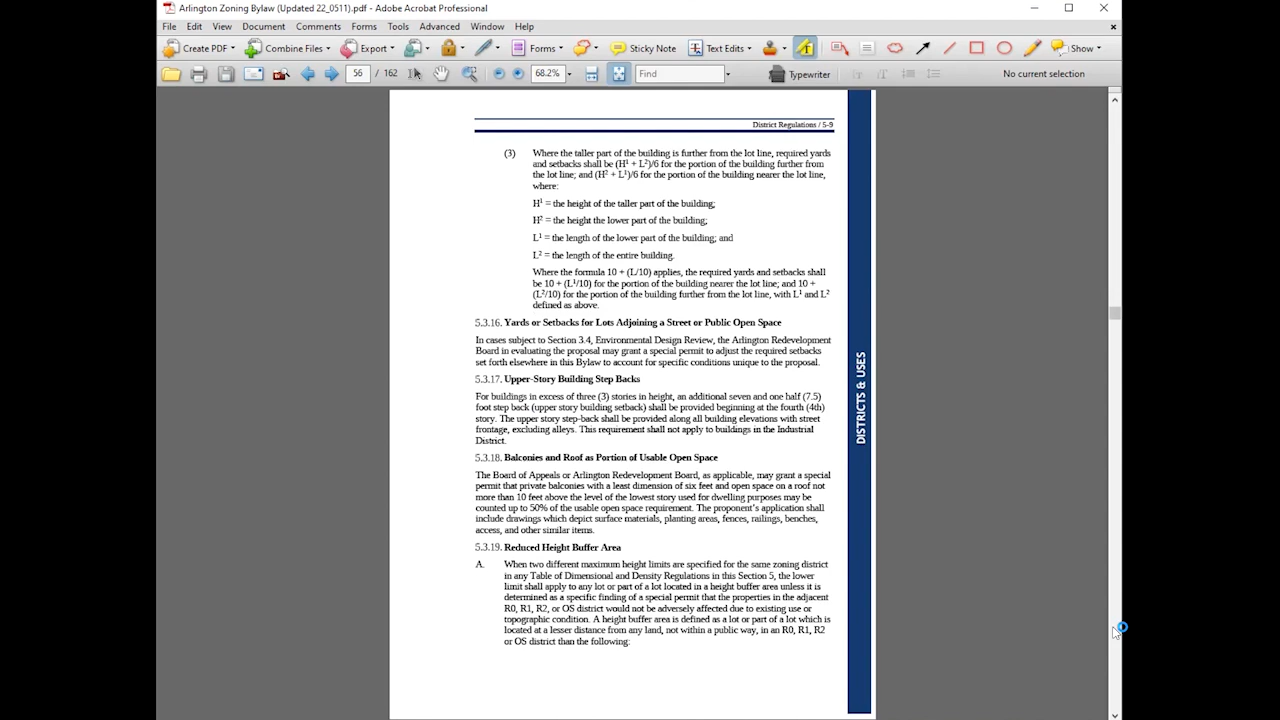 Arlington Zoning Bylaw (Updated 22_0511).pdf - Adobe Acrobat Professional
File Edit View Document Comments Forms Tools Advanced Window Help
Create PDF Combine Files Export Forms Sticky Note Text Edits Show
56 / 162 68.2% Find Typewriter No current selection
District Regulations / 5-9
(3) Where the taller part of the building is further from the lot line, required yards
and setbacks shall be (H¹ + L²)/6 for the portion of the building further from
the lot line; and (H² + L¹)/6 for the portion of the building nearer the lot line,
where:
H¹ = the height of the taller part of the building;
H² = the height the lower part of the building;
L¹ = the length of the lower part of the building; and
L² = the length of the entire building.
Where the formula 10 + (L/10) applies, the required yards and setbacks shall
be 10 + (L¹/10) for the portion of the building nearer the lot line; and 10 +
(L²/10) for the portion of the building further from the lot line, with L¹ and L²
defined as above.
5.3.16. Yards or Setbacks for Lots Adjoining a Street or Public Open Space
In cases subject to Section 3.4, Environmental Design Review, the Arlington Redevelopment
Board in evaluating the proposal may grant a special permit to adjust the required setbacks
set forth elsewhere in this Bylaw to account for specific conditions unique to the proposal.
5.3.17. Upper-Story Building Step Backs
For buildings in excess of three (3) stories in height, an additional seven and one half (7.5)
foot step back (upper story building setback) shall be provided beginning at the fourth (4th)
story. The upper story step-back shall be provided along all building elevations with street
frontage, excluding alleys. This requirement shall not apply to buildings in the Industrial
District.
5.3.18. Balconies and Roof as Portion of Usable Open Space
The Board of Appeals or Arlington Redevelopment Board, as applicable, may grant a special
permit that private balconies with a least dimension of six feet and open space on a roof not
more than 10 feet above the level of the lowest story used for dwelling purposes may be
counted up to 50% of the usable open space requirement. The proponent's application shall
include drawings which depict surface materials, planting areas, fences, railings, benches,
access, and other similar items.
5.3.19. Reduced Height Buffer Area
A. When two different maximum height limits are specified for the same zoning district
in any Table of Dimensional and Density Regulations in this Section 5, the lower
limit shall apply to any lot or part of a lot located in a height buffer area unless it is
determined as a specific finding of a special permit that the properties in the adjacent
R0, R1, R2, or OS district would not be adversely affected due to existing use or
topographic condition. A height buffer area is defined as a lot or part of a lot which is
located at a lesser distance from any land, not within a public way, in an R0, R1, R2
or OS district than the following:
DISTRICTS & USES